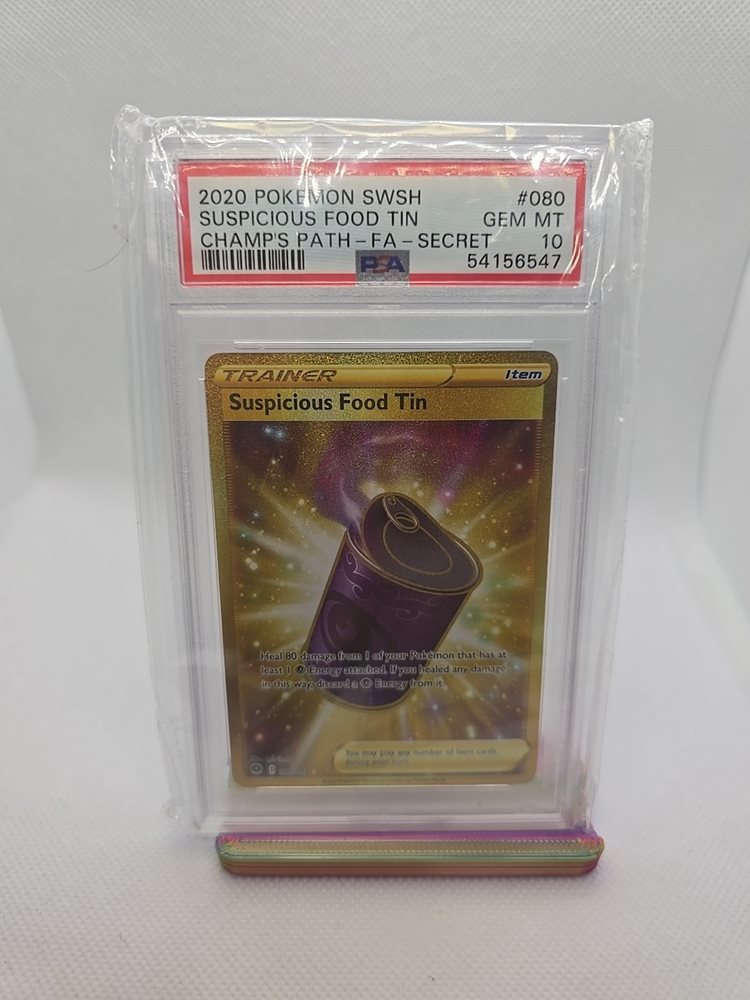 2020 POKEMON SWSH #080
SUSPICIOUS FOOD TIN GEM MT
CHAMP'S PATH – FA – SECRET 10
PSA 54156547
TRAINER Item
Suspicious Food Tin
Heal 80 damage from 1 of your Pokémon that has at
least 1 Energy attached. If you healed any damage
in this way, discard a Energy from it.
You may play any number of Item cards
during your turn.
D